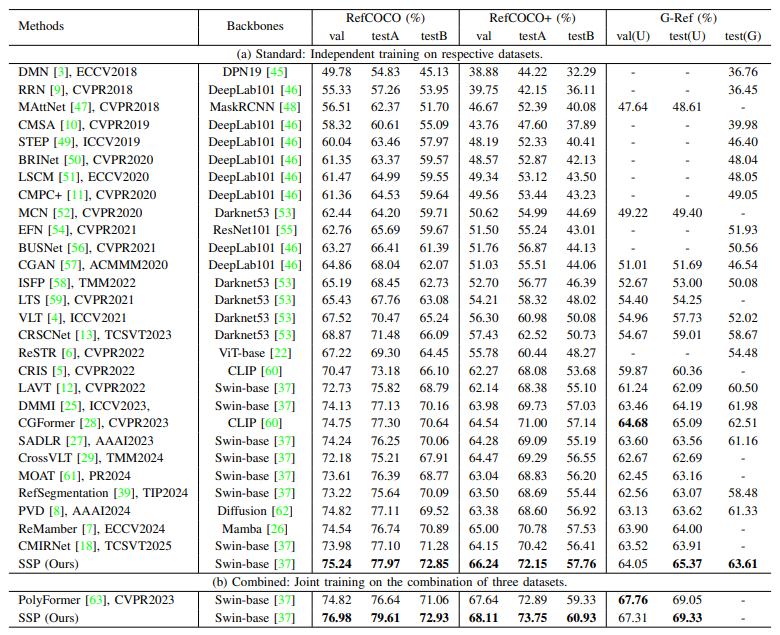 Methods Backbones RefCOCO (%) RefCOCO+ (%) G-Ref (%)
val testA testB val testA testB val(U) test(U) test(G)
(a) Standard: Independent training on respective datasets.
DMN [3], ECCV2018 DPN19 [45] 49.78 54.83 45.13 38.88 44.22 32.29 - - 36.76
RRN [9], CVPR2018 DeepLab101 [46] 55.33 57.26 53.95 39.75 42.15 36.11 - - 36.45
MAttNet [47], CVPR2018 MaskRCNN [48] 56.51 62.37 51.70 46.67 52.39 40.08 47.64 48.61 -
CMSA [10], CVPR2019 DeepLab101 [46] 58.32 60.61 55.09 43.76 47.60 37.89 - - 39.98
STEP [49], ICCV2019 DeepLab101 [46] 60.04 63.46 57.97 48.19 52.33 40.41 - - 46.40
BRINet [50], CVPR2020 DeepLab101 [46] 61.35 63.37 59.57 48.57 52.87 42.13 - - 48.04
LSCM [51], ECCV2020 DeepLab101 [46] 61.47 64.99 59.55 49.34 53.12 43.50 - - 48.05
CMPC+ [11], CVPR2020 DeepLab101 [46] 61.36 64.53 59.64 49.56 53.44 43.23 - - 49.05
MCN [52], CVPR2020 Darknet53 [53] 62.44 64.20 59.71 50.62 54.99 44.69 49.22 49.40 -
EFN [54], CVPR2021 ResNet101 [55] 62.76 65.69 59.67 51.50 55.24 43.01 - - 51.93
BUSNet [56], CVPR2021 DeepLab101 [46] 63.27 66.41 61.39 51.76 56.87 44.13 - - 50.56
CGAN [57], ACMMM2020 DeepLab101 [46] 64.86 68.04 62.07 51.03 55.51 44.06 51.01 51.69 46.54
ISFP [58], TMM2022 Darknet53 [53] 65.19 68.45 62.73 52.70 56.77 46.39 52.67 53.00 50.08
LTS [59], CVPR2021 Darknet53 [53] 65.43 67.76 63.08 54.21 58.32 48.02 54.40 54.25 -
VLT [4], ICCV2021 Darknet53 [53] 67.52 70.47 65.24 56.30 60.98 50.08 54.96 57.73 52.02
CRSCNet [13], TCSVT2023 Darknet53 [53] 68.87 71.48 66.09 57.43 62.52 50.73 54.67 59.01 58.67
ReSTR [6], CVPR2022 ViT-base [22] 67.22 69.30 64.45 55.78 60.44 48.27 - - 54.48
CRIS [5], CVPR2022 CLIP [60] 70.47 73.18 66.10 62.27 68.08 53.68 59.87 60.36 -
LAVT [12], CVPR2022 Swin-base [37] 72.73 75.82 68.79 62.14 68.38 55.10 61.24 62.09 60.50
DMMI [25], ICCV2023, Swin-base [37] 74.13 77.13 70.16 63.98 69.73 57.03 63.46 64.19 61.98
CGFormer [28], CVPR2023 CLIP [60] 74.75 77.30 70.64 64.54 71.00 57.14 64.68 65.09 62.51
SADLR [27], AAAI2023 Swin-base [37] 74.24 76.25 70.06 64.28 69.09 55.19 63.60 63.56 61.16
CrossVLT [29], TMM2024 Swin-base [37] 72.18 75.21 67.91 64.47 69.29 56.55 62.67 62.69 -
MOAT [61], PR2024 Swin-base [37] 73.61 76.39 68.77 63.04 68.83 56.20 62.45 63.16 -
RefSegmentation [39], TIP2024 Swin-base [37] 73.22 75.64 70.09 63.50 68.69 55.44 62.56 63.07 58.48
PVD [8], AAAI2024 Diffusion [62] 74.82 77.11 69.52 63.38 68.60 56.92 63.13 63.62 61.33
ReMamber [7], ECCV2024 Mamba [26] 74.54 76.74 70.89 65.00 70.78 57.53 63.90 64.00 -
CMIRNet [18], TCSVT2025 Swin-base [37] 73.98 77.10 71.28 64.15 70.42 56.41 63.52 63.91 -
SSP (Ours) Swin-base [37] 75.24 77.97 72.85 66.24 72.15 57.76 64.05 65.37 63.61
(b) Combined: Joint training on the combination of three datasets.
PolyFormer [63], CVPR2023 Swin-base [37] 74.82 76.64 71.06 67.64 72.89 59.33 67.76 69.05 -
SSP (Ours) Swin-base [37] 76.98 79.61 72.93 68.11 73.75 60.93 67.31 69.33 -